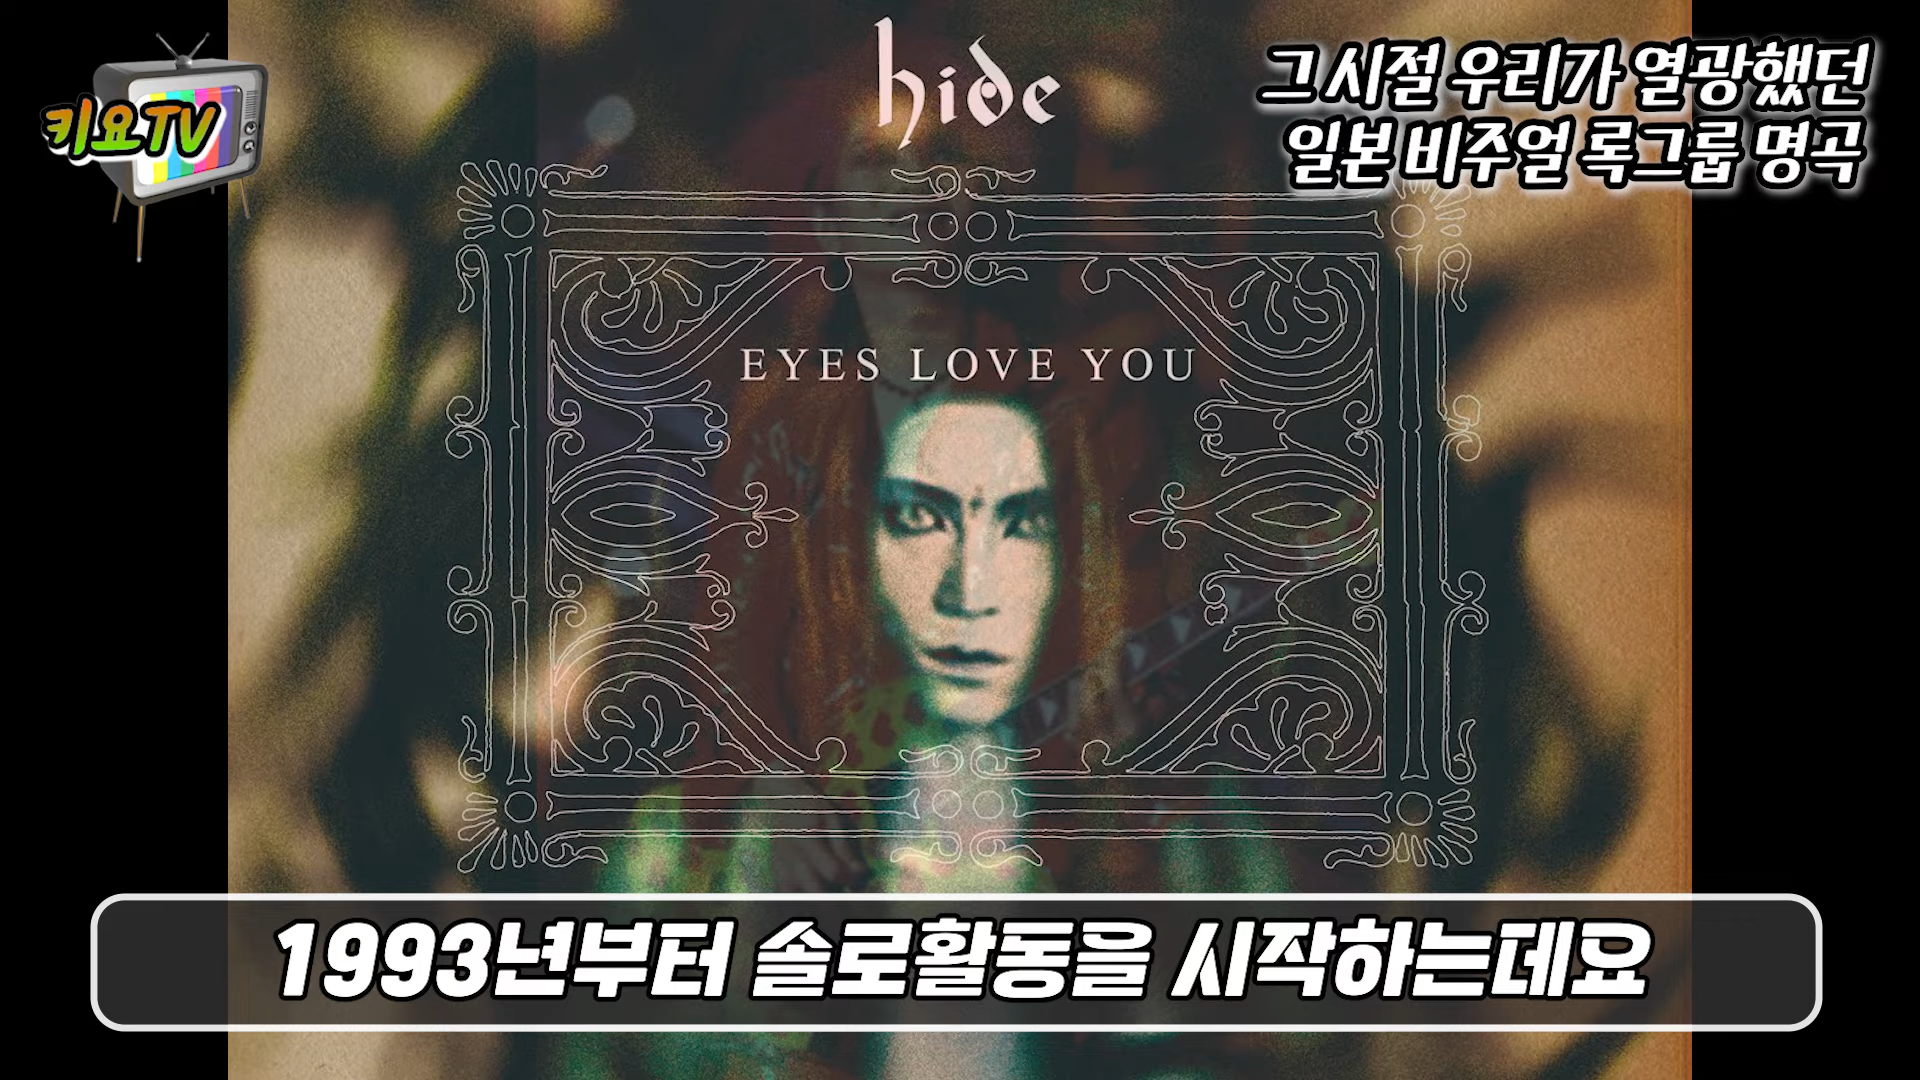 키요TV
hide
그 시절 우리가 열광했던
일본 비주얼 록그룹 명곡
EYES LOVE YOU
1993년부터 솔로활동을 시작하는데요